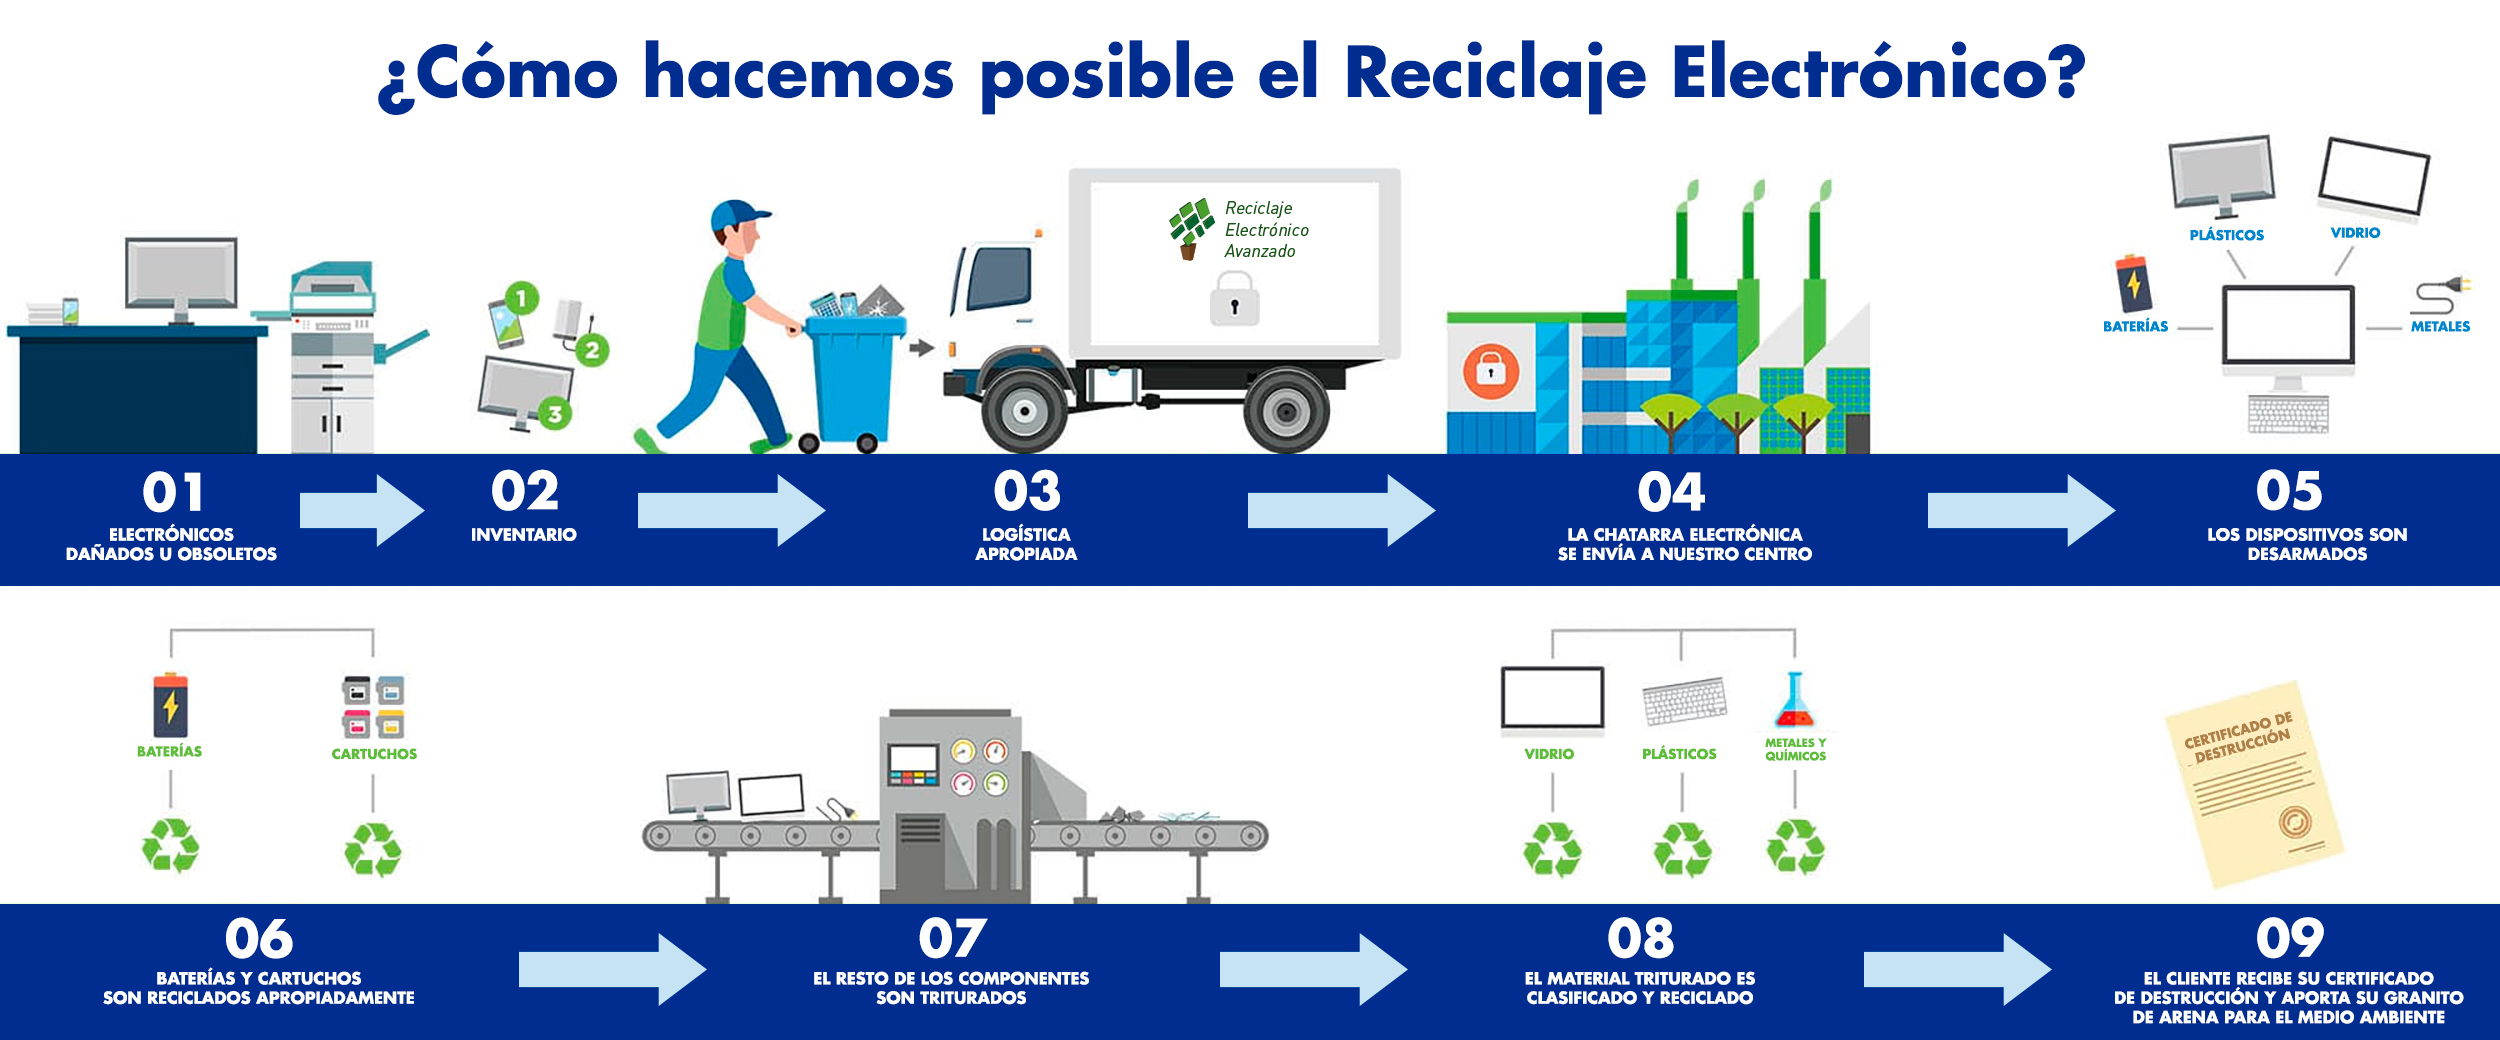 ¿Cómo hacemos posible el Reciclaje Electrónico?
Reciclaje
Electrónico
Avanzado
1
2
3
PLÁSTICOS
VIDRIO
BATERÍAS
METALES
01
ELECTRÓNICOS
DAÑADOS U OBSOLETOS
02
INVENTARIO
03
LOGÍSTICA
APROPIADA
04
LA CHATARRA ELECTRÓNICA
SE ENVÍA A NUESTRO CENTRO
05
LOS DISPOSITIVOS SON
DESARMADOS
BATERÍAS
CARTUCHOS
VIDRIO
PLÁSTICOS
METALES Y
QUÍMICOS
CERTIFICADO DE
DESTRUCCIÓN
06
BATERÍAS Y CARTUCHOS
SON RECICLADOS APROPIADAMENTE
07
EL RESTO DE LOS COMPONENTES
SON TRITURADOS
08
EL MATERIAL TRITURADO ES
CLASIFICADO Y RECICLADO
09
EL CLIENTE RECIBE SU CERTIFICADO
DE DESTRUCCIÓN Y APORTA SU GRANITO
DE ARENA PARA EL MEDIO AMBIENTE